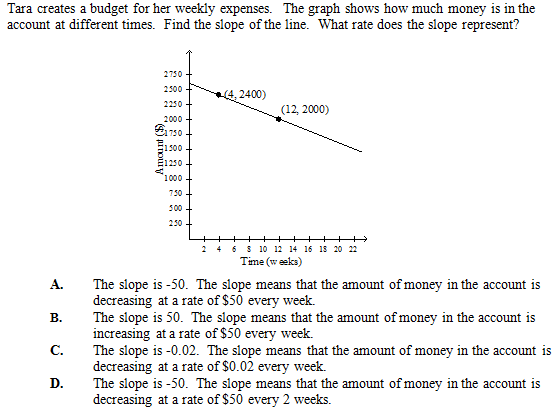 Tara creates a budget for her weekly expenses. The graph shows how much money is in the
account at different times. Find the slope of the line. What rate does the slope represent?
2750
2500
2250
2000
1750
1500
1250
1000
750
500
250
Amount ($)
(4, 2400)
(12, 2000)
2 4 6 8 10 12 14 16 18 20 22
Time (weeks)
A. The slope is -50. The slope means that the amount of money in the account is
decreasing at a rate of $50 every week.
B. The slope is 50. The slope means that the amount of money in the account is
increasing at a rate of $50 every week.
C. The slope is -0.02. The slope means that the amount of money in the account is
decreasing at a rate of $0.02 every week.
D. The slope is -50. The slope means that the amount of money in the account is
decreasing at a rate of $50 every 2 weeks.